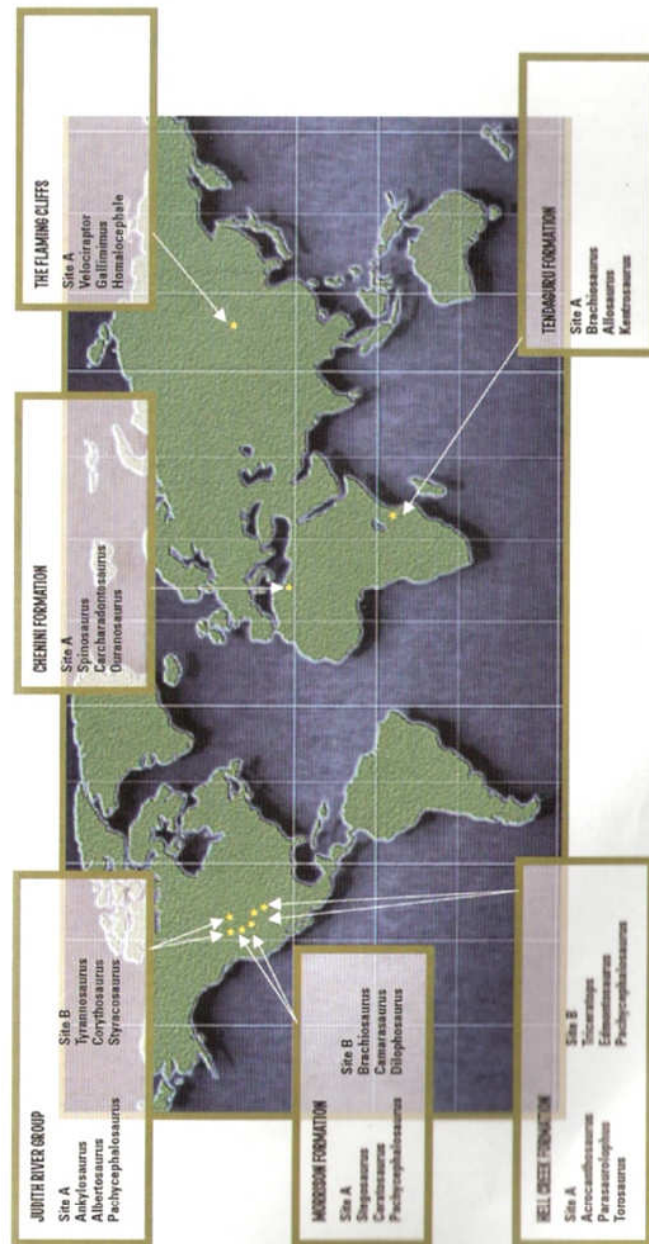 JUDITH RIVER GROUP
Site A
Ankylosaurus
Albertosaurus
Pachycephalosaurus
Site B
Tyrannosaurus
Corythosaurus
Styracosaurus
CHENINI FORMATION
Site A
Spinosaurus
Carcharadontosaurus
Ouranosaurus
THE FLAMING CLIFFS
Site A
Velociraptor
Gallimimus
Homalocephale
MORRISON FORMATION
Site A
Stegosaurus
Ceratosaurus
Pachycephalosaurus
Site B
Brachiosaurus
Camarasaurus
Dilophosaurus
HELL CREEK FORMATION
Site A
Acrocanthosaurus
Parasaurolophus
Torosaurus
Site B
Triceratops
Edmontosaurus
Pachycephalosaurus
TENDAGURU FORMATION
Site A
Brachiosaurus
Allosaurus
Kentrosaurus